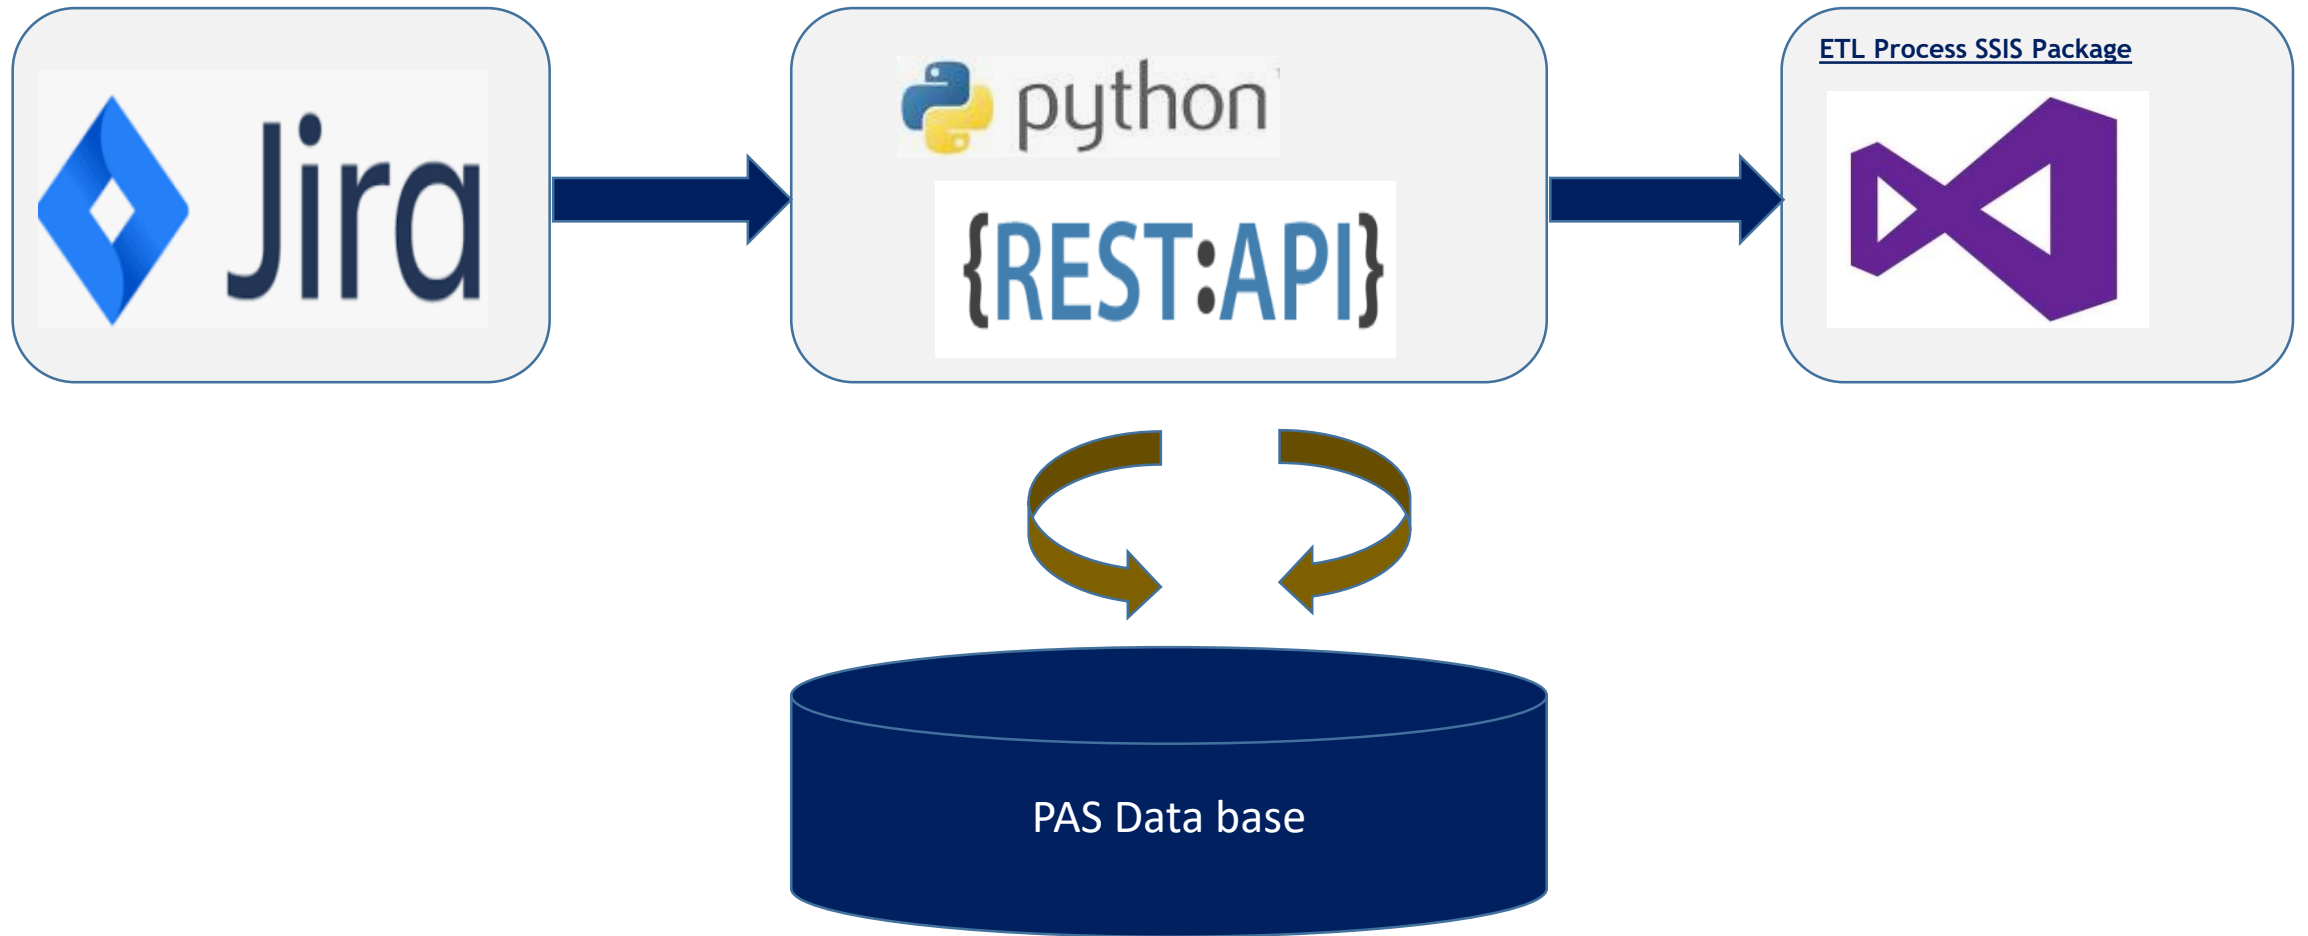 Jira
python
{REST:API}
ETL Process SSIS Package
PAS Data base